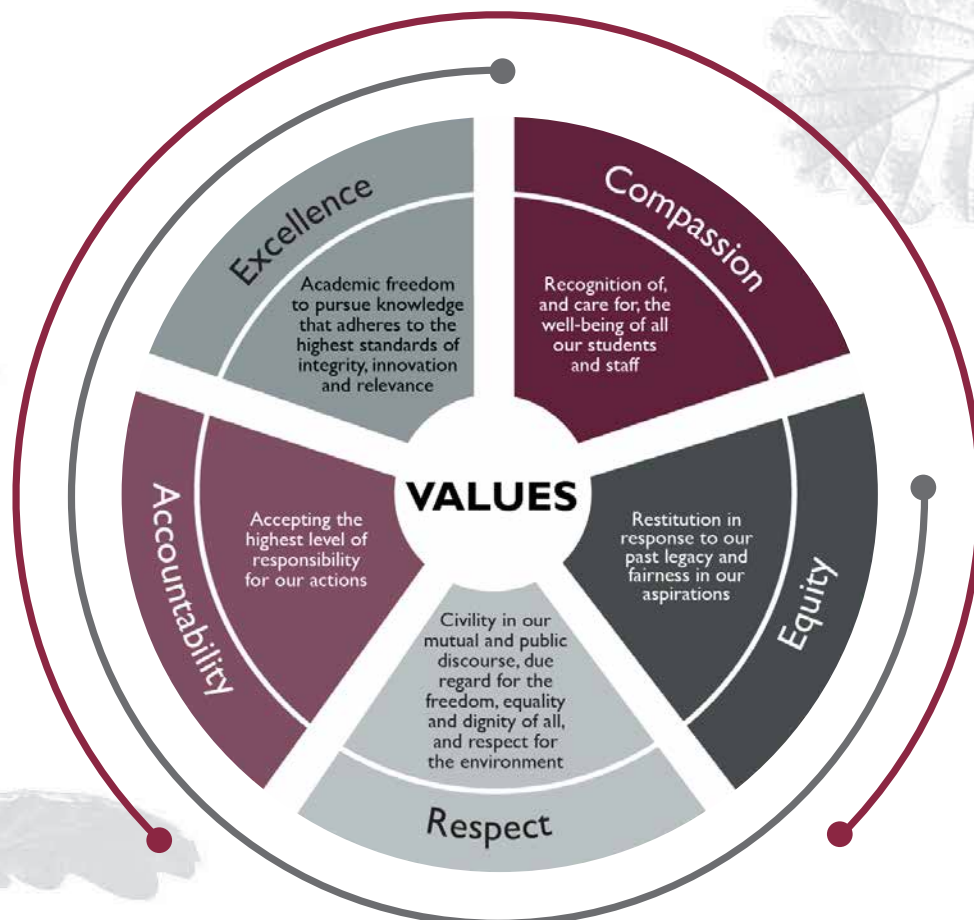 VALUES
Excellence
Academic freedom
to pursue knowledge
that adheres to the
highest standards of
integrity, innovation
and relevance
Compassion
Recognition of,
and care for, the
well-being of all
our students
and staff
Equity
Restitution in
response to our
past legacy and
fairness in our
aspirations
Respect
Civility in our
mutual and public
discourse, due
regard for the
freedom, equality
and dignity of all,
and respect for
the environment
Accountability
Accepting the
highest level of
responsibility
for our actions